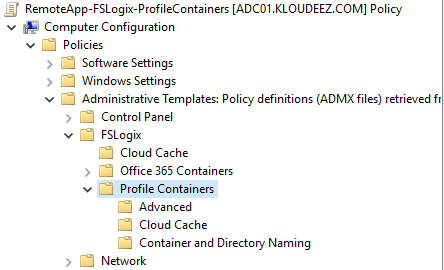 RemoteApp-FSLogix-ProfileContainers [ADC01.KLOUDEEZ.COM] Policy
Computer Configuration
Policies
Software Settings
Windows Settings
Administrative Templates: Policy definitions (ADMX files) retrieved
Control Panel
FSLogix
Cloud Cache
Office 365 Containers
Profile Containers
Advanced
Cloud Cache
Container and Directory Naming
Network